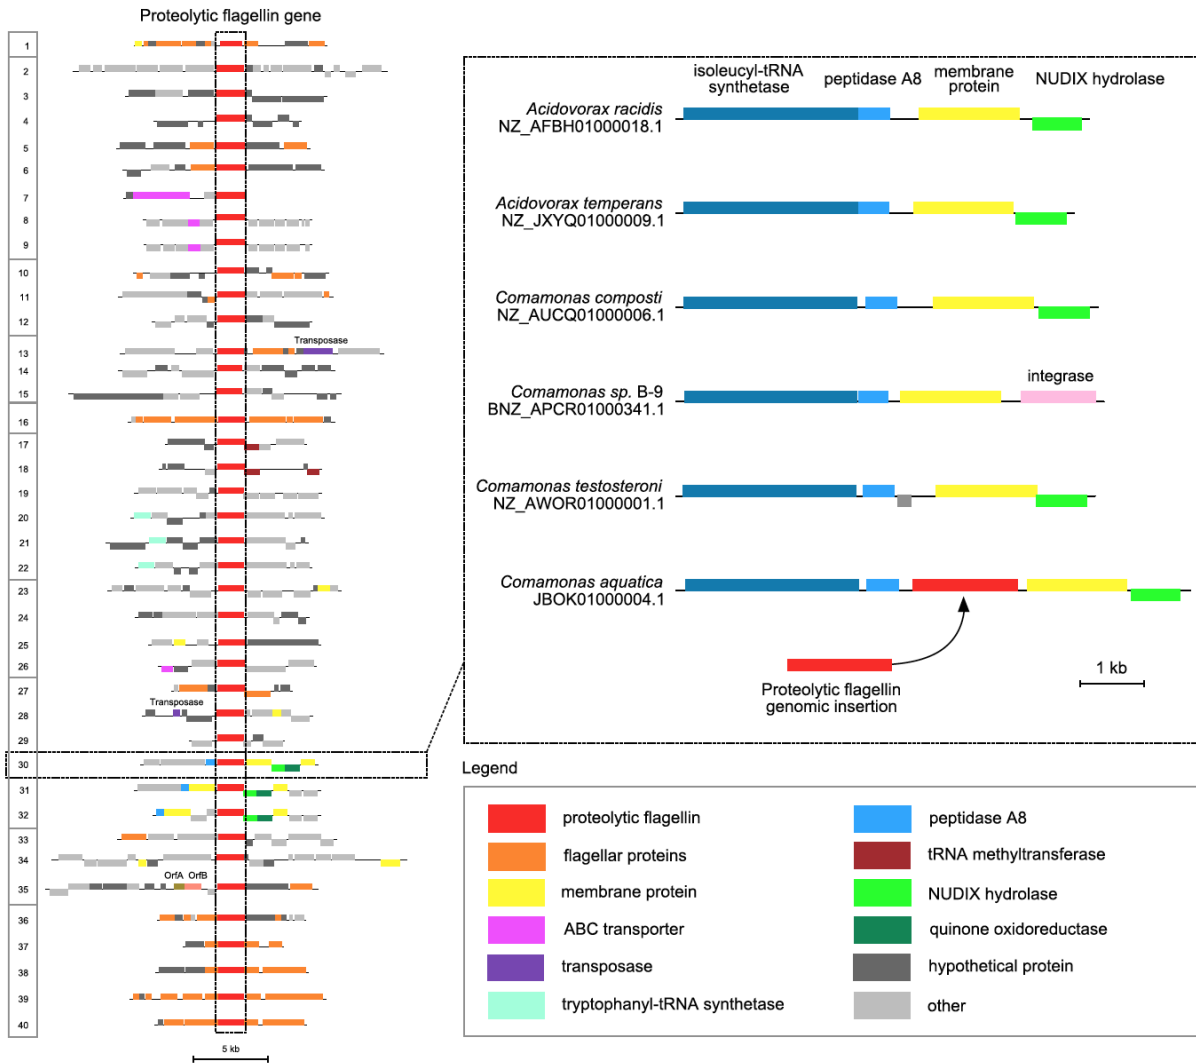 Proteolytic flagellin gene
1
2
3
4
5
6
7
8
9
10
11
12
13
Transposase
14
15
16
17
18
19
20
21
22
23
24
25
26
27
Transposase
28
29
30
31
32
33
34
OrfA OrfB
35
36
37
38
39
40
5 kb
isoleucyl-tRNA
synthetase
peptidase A8
membrane
protein
NUDIX hydrolase
Acidovorax racidis
NZ_AFBH01000018.1
Acidovorax temperans
NZ_JXYQ01000009.1
Comamonas composti
NZ_AUCQ01000006.1
Comamonas sp. B-9
BNZ_APCR01000341.1
integrase
Comamonas testosteroni
NZ_AWOR01000001.1
Comamonas aquatica
JBOK01000004.1
Proteolytic flagellin
genomic insertion
1 kb
Legend
proteolytic flagellin
flagellar proteins
membrane protein
ABC transporter
transposase
tryptophanyl-tRNA synthetase
peptidase A8
tRNA methyltransferase
NUDIX hydrolase
quinone oxidoreductase
hypothetical protein
other